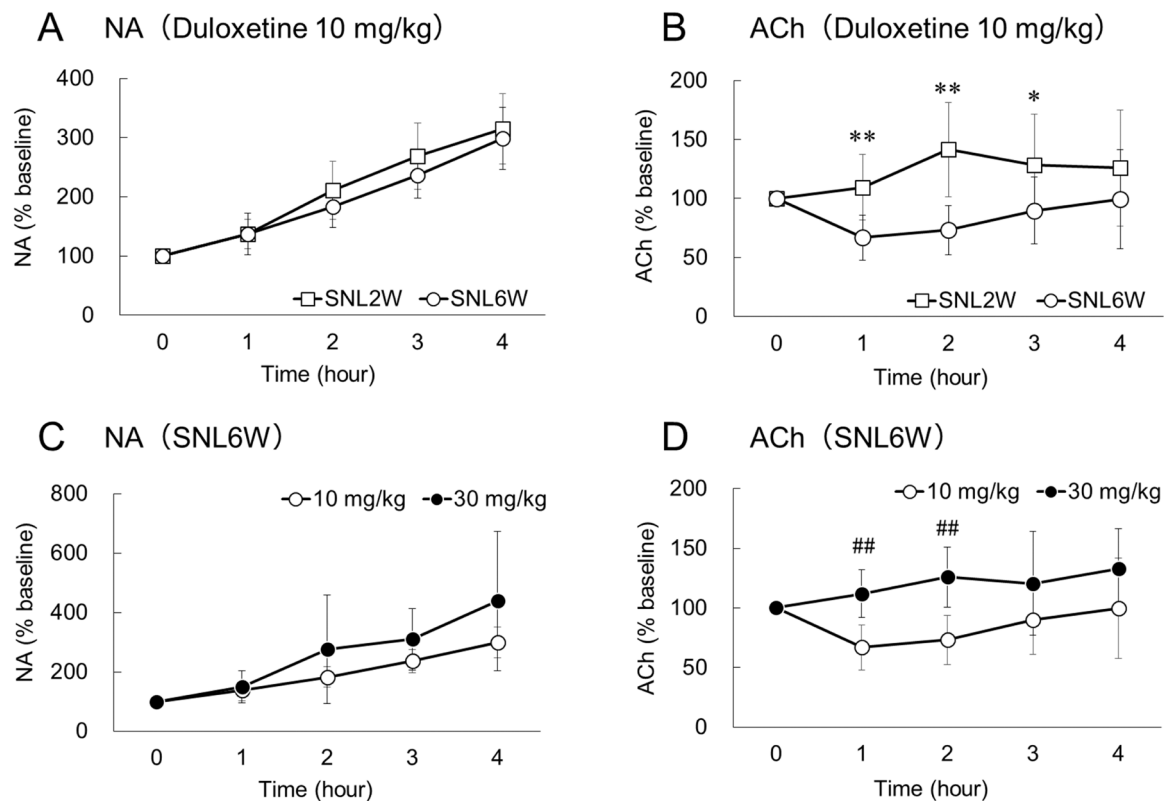 A NA（Duloxetine 10 mg/kg）
NA (% baseline)
400
300
200
100
0
SNL2W SNL6W
0 1 2 3 4
Time (hour)
B ACh（Duloxetine 10 mg/kg）
ACh (% baseline)
200
150
100
50
0
** ** *
SNL2W SNL6W
0 1 2 3 4
Time (hour)
C NA（SNL6W）
NA (% baseline)
800
600
400
200
0
10 mg/kg 30 mg/kg
0 1 2 3 4
Time (hour)
D ACh（SNL6W）
ACh (% baseline)
200
150
100
50
0
10 mg/kg 30 mg/kg
## ##
0 1 2 3 4
Time (hour)